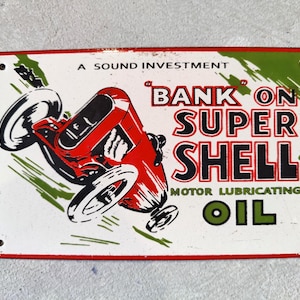 A SOUND INVESTMENT
"BANK" ON
SUPER
SHELL
MOTOR LUBRICATING
OIL